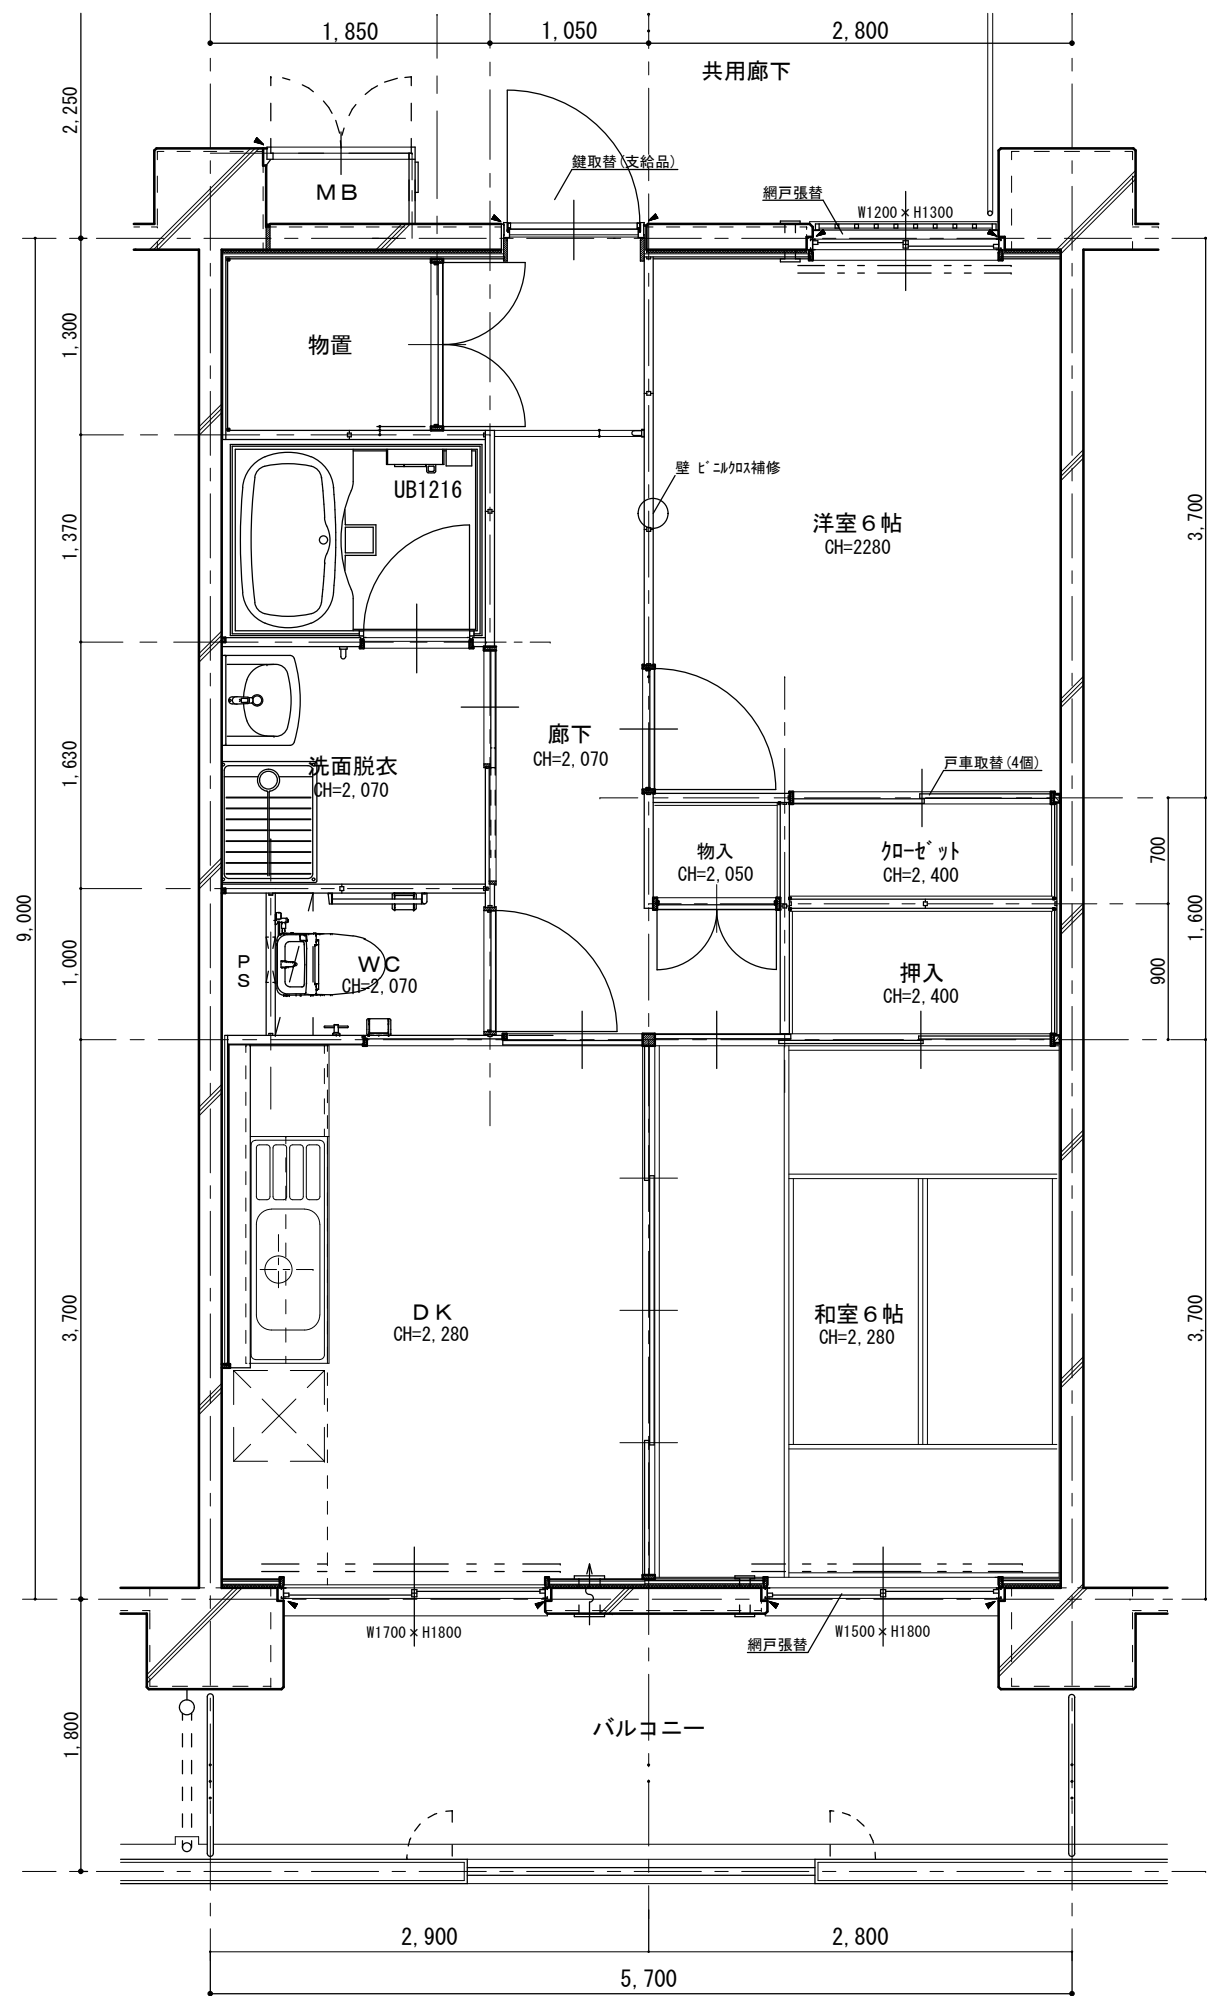 1,850
1,050
2,800
共用廊下
2,250
鍵取替(支給品)
MB
網戸張替
W1200×H1300
1,300
物置
壁 ﾋﾞﾆﾙｸﾛｽ補修
UB1216
洋室6帖
CH=2280
3,700
1,370
廊下
CH=2,070
洗面脱衣
CH=2,070
戸車取替(4個)
1,630
物入
CH=2,050
ｸﾛｰｾﾞｯﾄ
CH=2,400
700
9,000
1,600
1,000
PS
WC
CH=2,070
押入
CH=2,400
900
3,700
DK
CH=2,280
和室6帖
CH=2,280
3,700
W1700×H1800
網戸張替
W1500×H1800
1,800
バルコニー
2,900
2,800
5,700